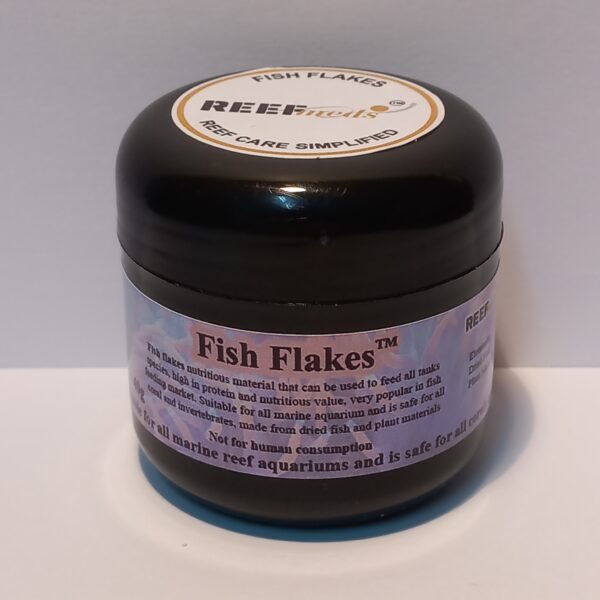 FISH FLAKES
REEFmeds™
REEF CARE SIMPLIFIED
Fish Flakes™
Fish flakes nutritious material that can be used to feed all tanks
species, high in protein and nutritious value, very popular in fish
feeding market. Suitable for all marine aquarium and is safe for all
coral and invertebrates, made from dried fish and plant materials
Not for human consumption
for all marine reef aquariums and is safe for all
REEF